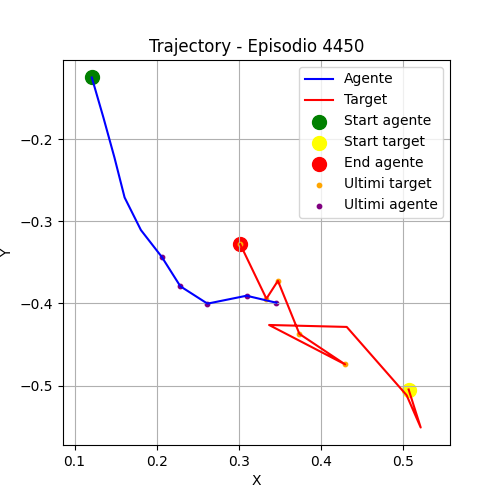 Trajectory - Episodio 4450
Agente
Target
Start agente
Start target
End agente
Ultimi target
Ultimi agente
Y
−0.2
−0.3
−0.4
−0.5
0.1 0.2 0.3 0.4 0.5
X